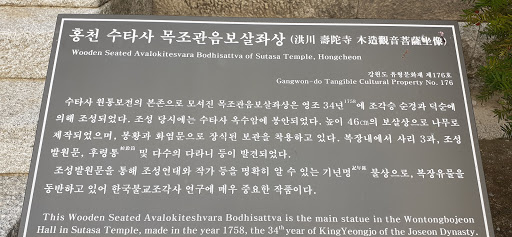 홍천 수타사 목조관음보살좌상 (洪川 壽陀寺 木造觀音菩薩坐像)
Wooden Seated Avalokitesvara Bodhisattva of Sutasa Temple, Hongcheon
강원도 유형문화재 제176호
Gangwon-do Tangible Cultural Property No. 176
수타사 원통보전의 본존으로 모셔진 목조관음보살좌상은 영조 34년1758에 조각승 순경과 덕순에
의해 조성되었다. 조성 당시에는 수타사 옥수암에 봉안되었다. 높이 46cm의 보살상으로 나무로
제작되었으며, 봉황과 화염문으로 장식된 보관을 착용하고 있다. 복장내에서 사리 3과, 조성
발원문, 후령통 및 다수의 다라니 등이 발견되었다.
조성발원문을 통해 조성연대와 작가 등을 명확히 알 수 있는 기년명 불상으로, 복장유물을
동반하고 있어 한국불교조각사 연구에 매우 중요한 작품이다.
This Wooden Seated Avalokiteshvara Bodhisattva is the main statue in the Wontongbojeon
Hall in Sutasa Temple, made in the year 1758, the 34th year of KingYeongjo of the Joseon Dynasty.